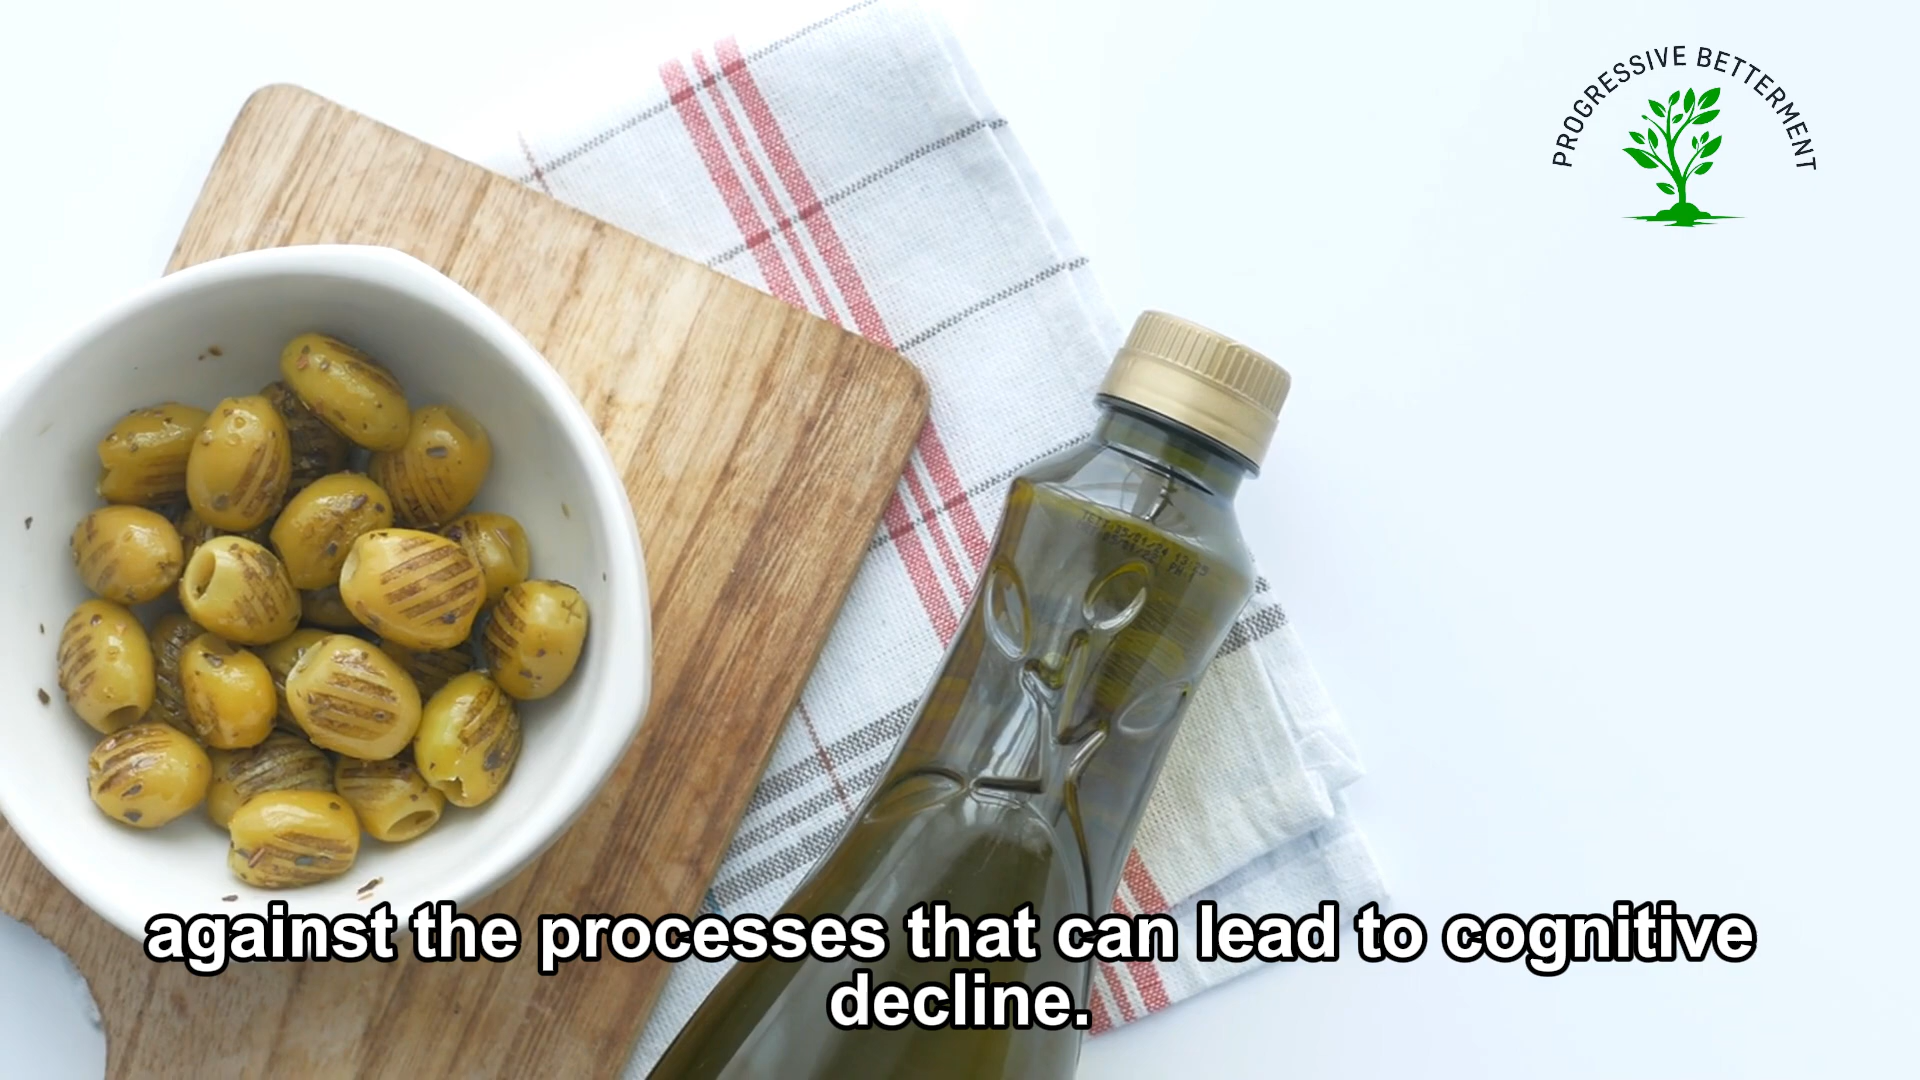 PROGRESSIVE BETTERMENT
against the processes that can lead to cognitive
decline.